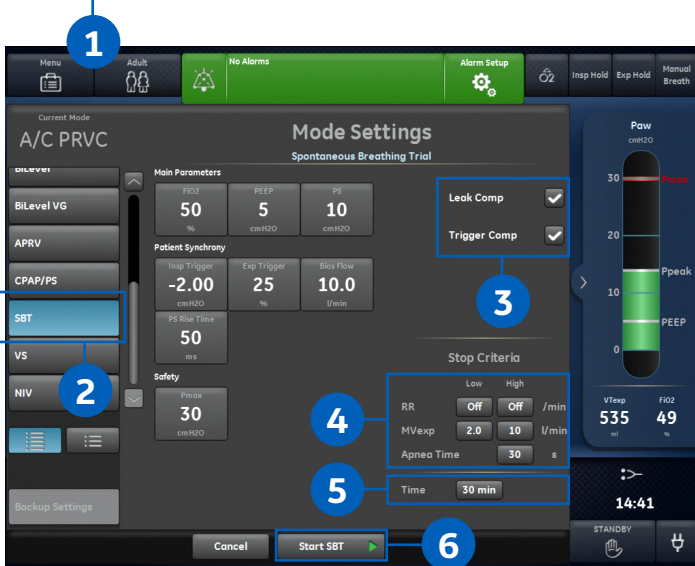 1
Menu
Adult
No Alarms
Alarm Setup
O2
Insp Hold
Exp Hold
Manual
Breath
Current Mode
A/C PRVC
Mode Settings
Spontaneous Breathing Trial
BiLevel
BiLevel VG
APRV
CPAP/PS
SBT
VS
NIV
2
Backup Settings
Main Parameters
FiO2
50
%
PEEP
5
cmH2O
PS
10
cmH2O
Patient Synchrony
Insp Trigger
-2.00
cmH2O
Exp Trigger
25
%
Bias Flow
10.0
l/min
PS Rise Time
50
ms
Safety
Pmax
30
cmH2O
Leak Comp
Trigger Comp
3
Stop Criteria
Low High
RR Off Off /min
MVexp 2.0 10 l/min
Apnea Time 30 s
4
Time 30 min
5
Cancel
Start SBT
6
Paw
cmH2O
30
Pmax
20
Ppeak
10
PEEP
0
VTexp
535
ml
FiO2
49
%
14:41
STANDBY